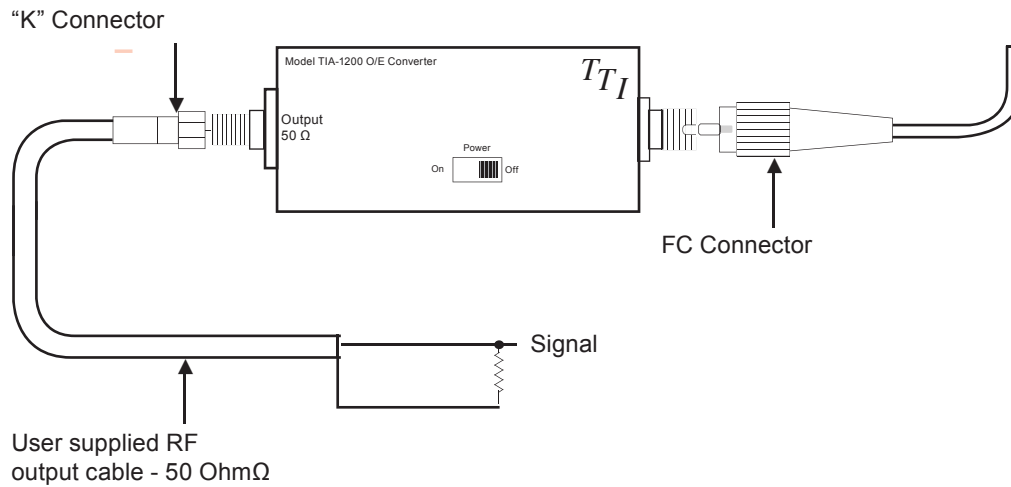 “K” Connector
Model TIA-1200 O/E Converter
TTI
Output
50 Ω
Power
On
Off
FC Connector
Signal
User supplied RF
output cable - 50 OhmΩ